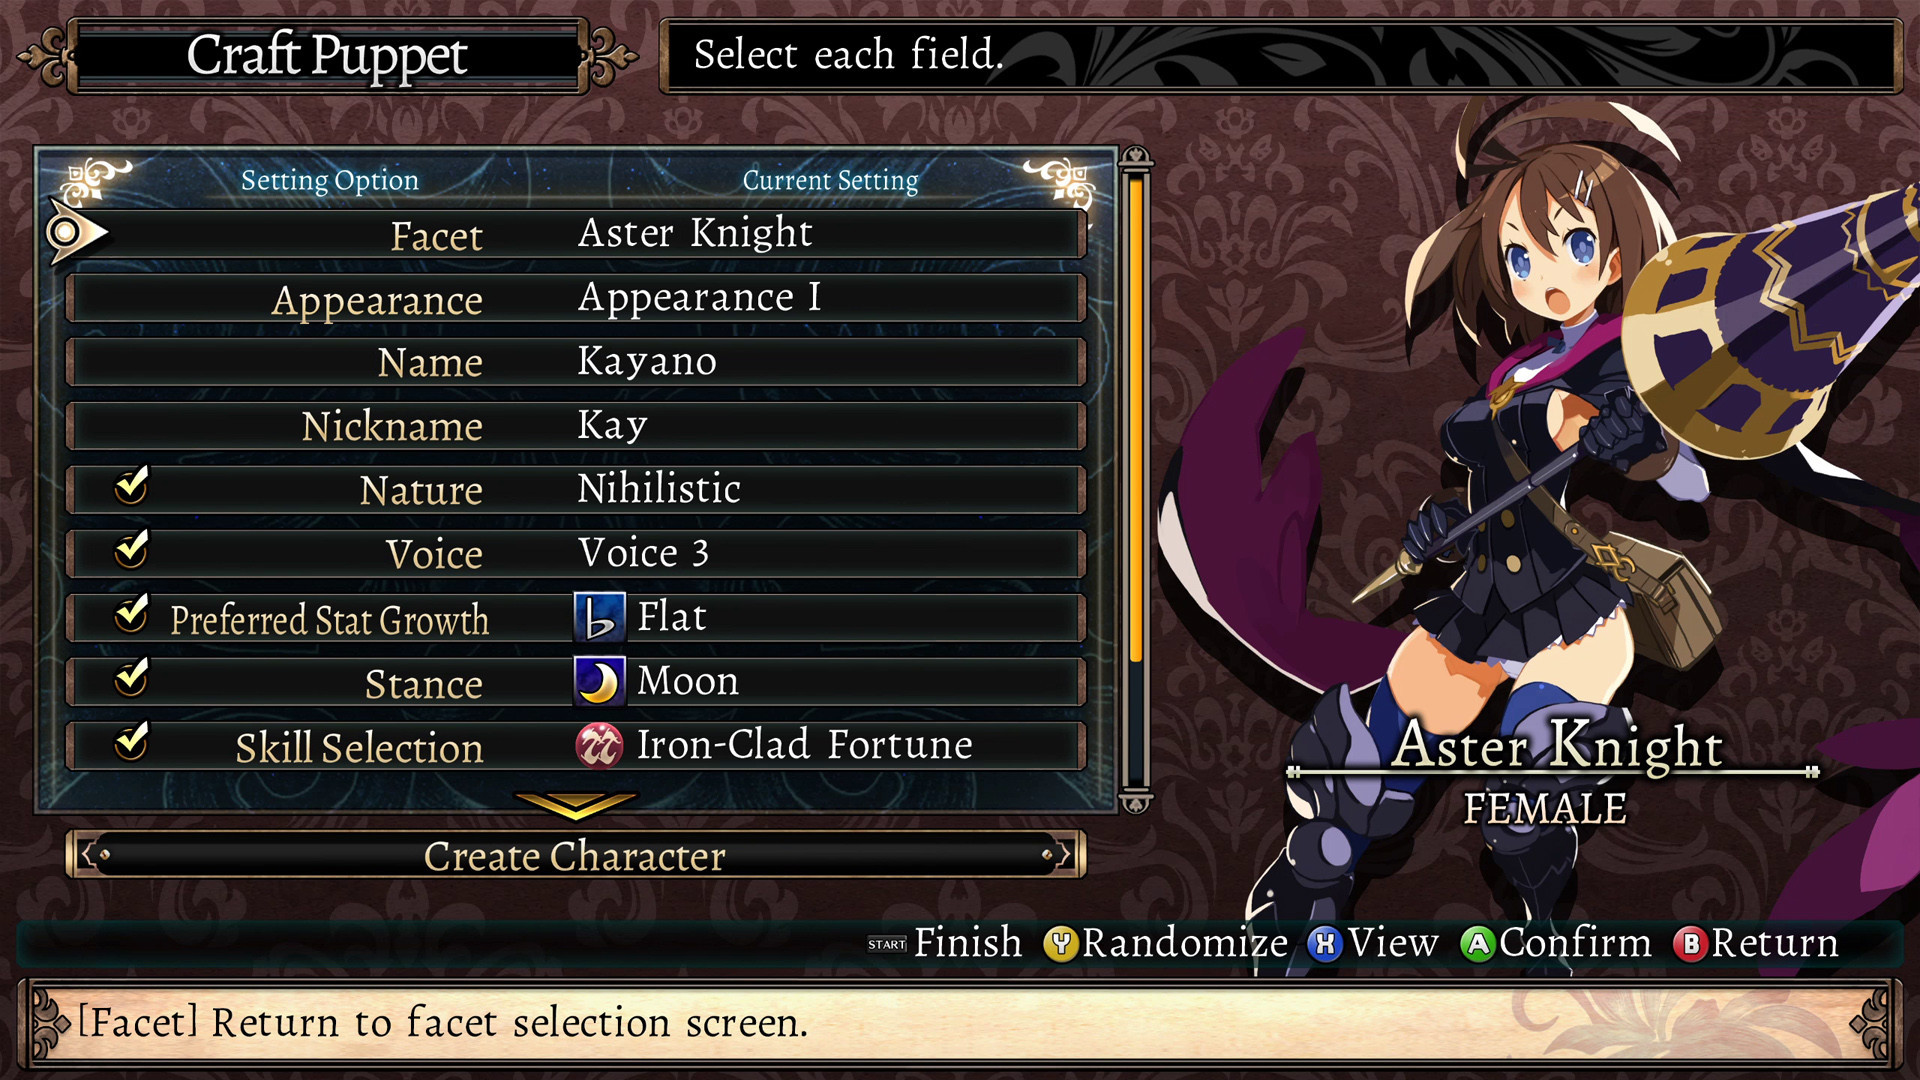 Craft Puppet
Select each field.
Setting Option Current Setting
Facet Aster Knight
Appearance Appearance I
Name Kayano
Nickname Kay
Nature Nihilistic
Voice Voice 3
Preferred Stat Growth b Flat
Stance Moon
Skill Selection Iron-Clad Fortune
Create Character
Aster Knight
FEMALE
START Finish Y Randomize X View A Confirm B Return
[Facet] Return to facet selection screen.